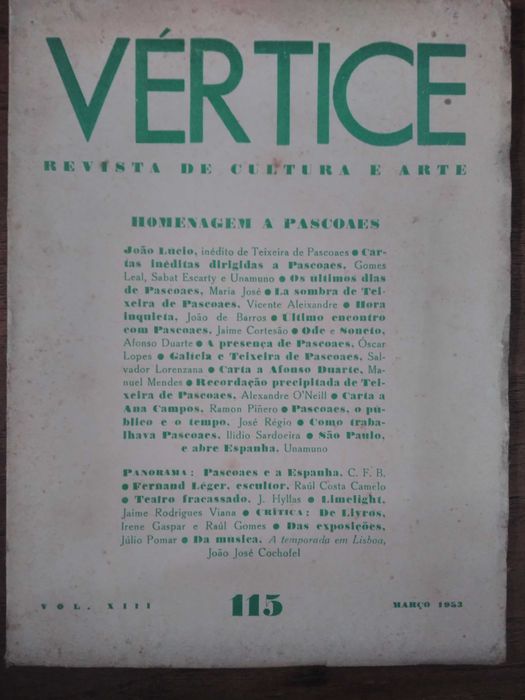 VÉRTICE
REVISTA DE CULTURA E ARTE
HOMENAGEM A PASCOAES
João Lúcio, inédito de Teixeira de Pascoaes ● Car-
tas inéditas dirigidas a Pascoaes, Gomes
Leal, Sabat Escarty e Unamuno ● Os ultimos dias
de Pascoaes, Maria José ● La sombra de Tei-
xeira de Pascoaes, Vicente Aleixandre ● Hora
inquieta, João de Barros ● Ultimo encontro
com Pascoaes, Jaime Cortesão ● Ode e Soneto,
Afonso Duarte ● A presença de Pascoaes, Óscar
Lopes ● Galicia e Teixeira de Pascoaes, Sal-
vador Lorenzana ● Carta a Afonso Duarte, Ma-
nuel Mendes ● Recordação precipitada de Tei-
xeira de Pascoaes, Alexandre O'Neill ● Carta a
Ana Campos, Ramon Piñero ● Pascoaes, o pú-
blico e o tempo, José Régio ● Como traba-
lhava Pascoaes, Ilidio Sardoeira ● São Paulo,
e abre Espanha, Unamuno
PANORAMA: Pascoaes e a Espanha, C. F. B.
● Fernand Léger, escultor, Raúl Costa Camelo
● Teatro fracassado, J. Hyllas ● Limelight,
Jaime Rodrigues Viana ● CRÍTICA: De Livros,
Irene Gaspar e Raúl Gomes ● Das exposições,
Júlio Pomar ● Da música, A temporada em Lisboa,
João José Cochofel
VOL. XIII 115 MARÇO 1953